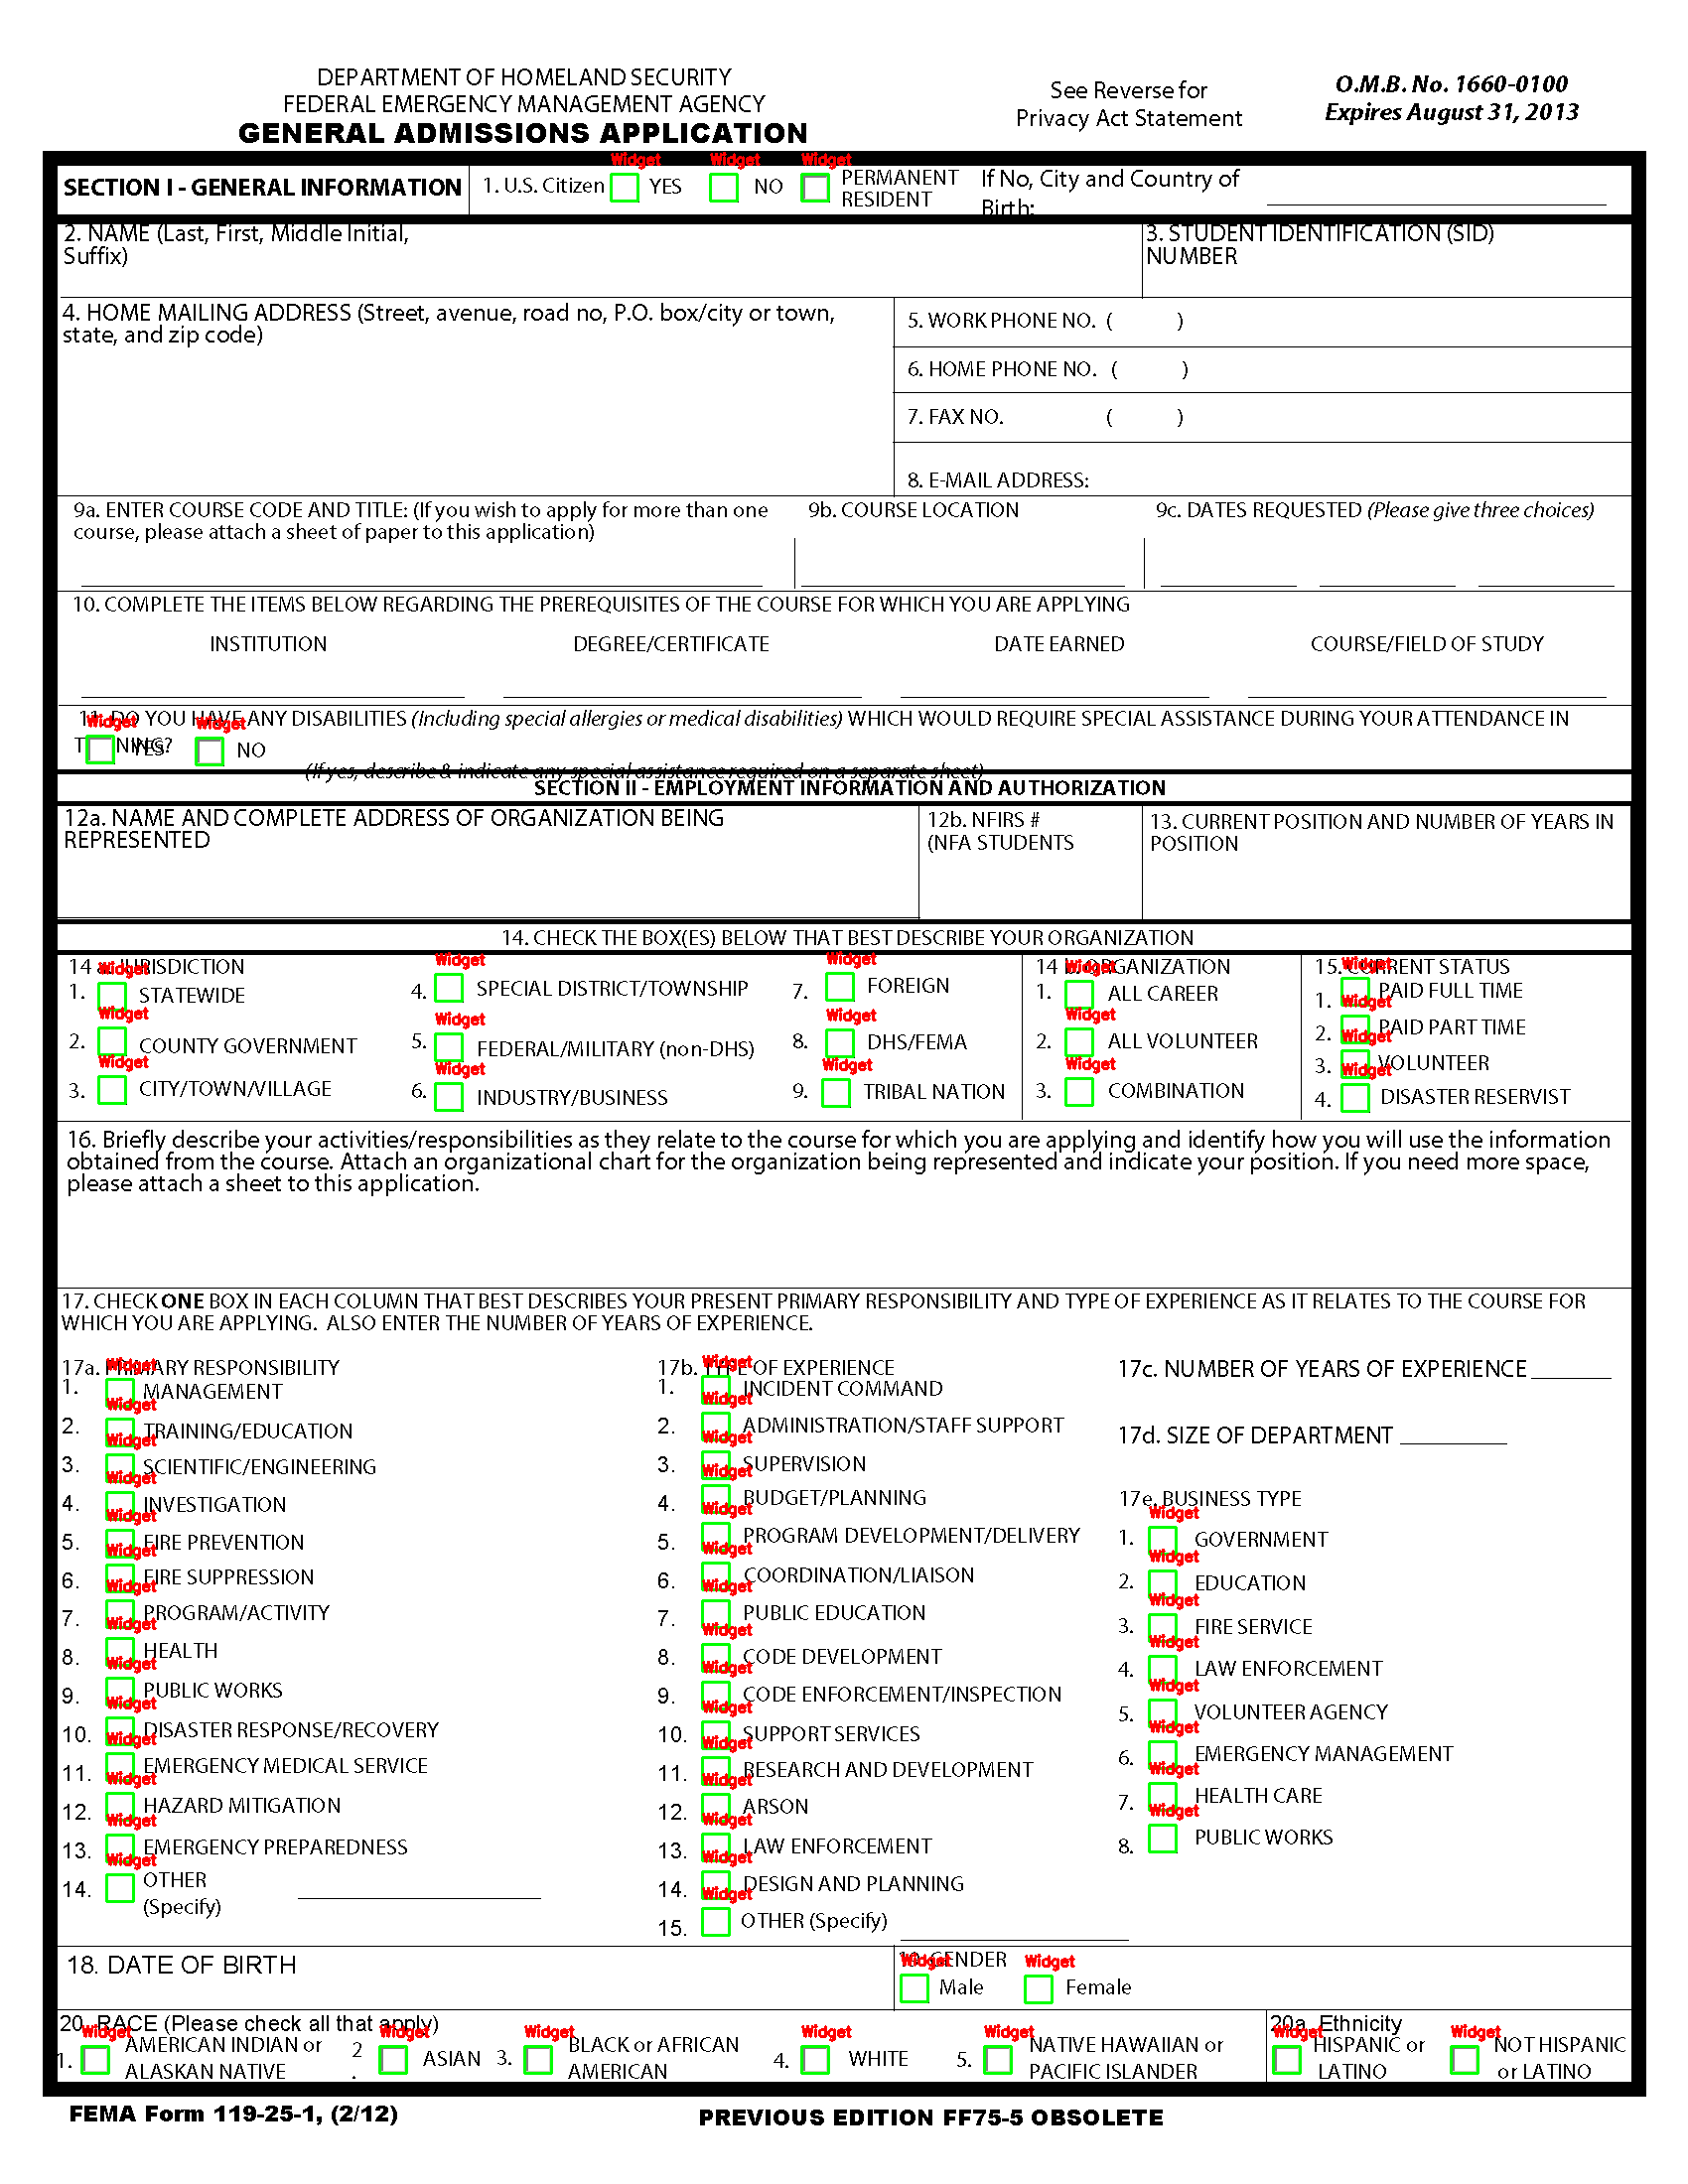 DEPARTMENT OF HOMELAND SECURITY
FEDERAL EMERGENCY MANAGEMENT AGENCY
GENERAL ADMISSIONS APPLICATION
See Reverse for
Privacy Act Statement
O.M.B. No. 1660-0100
Expires August 31, 2013
Widget Widget Widget
SECTION I - GENERAL INFORMATION 1. U.S. Citizen YES NO PERMANENT RESIDENT If No, City and Country of Birth:
2. NAME (Last, First, Middle Initial,
Suffix)
3. STUDENT IDENTIFICATION (SID)
NUMBER
4. HOME MAILING ADDRESS (Street, avenue, road no, P.O. box/city or town,
state, and zip code)
5. WORK PHONE NO. ( )
6. HOME PHONE NO. ( )
7. FAX NO. ( )
8. E-MAIL ADDRESS:
9a. ENTER COURSE CODE AND TITLE: (If you wish to apply for more than one
course, please attach a sheet of paper to this application)
9b. COURSE LOCATION
9c. DATES REQUESTED (Please give three choices)
10. COMPLETE THE ITEMS BELOW REGARDING THE PREREQUISITES OF THE COURSE FOR WHICH YOU ARE APPLYING
INSTITUTION DEGREE/CERTIFICATE DATE EARNED COURSE/FIELD OF STUDY
11. DO YOU HAVE ANY DISABILITIES (Including special allergies or medical disabilities) WHICH WOULD REQUIRE SPECIAL ASSISTANCE DURING YOUR ATTENDANCE IN
Widget Widget
TRAINING? YES NO
(If yes, describe & indicate any special assistance required on a separate sheet)
SECTION II - EMPLOYMENT INFORMATION AND AUTHORIZATION
12a. NAME AND COMPLETE ADDRESS OF ORGANIZATION BEING
REPRESENTED
12b. NFIRS #
(NFA STUDENTS
13. CURRENT POSITION AND NUMBER OF YEARS IN
POSITION
14. CHECK THE BOX(ES) BELOW THAT BEST DESCRIBE YOUR ORGANIZATION
14 a. JURISDICTION
Widget
1. STATEWIDE
Widget
2. COUNTY GOVERNMENT
Widget
3. CITY/TOWN/VILLAGE
Widget
4. SPECIAL DISTRICT/TOWNSHIP
Widget
5. FEDERAL/MILITARY (non-DHS)
Widget
6. INDUSTRY/BUSINESS
Widget
7. FOREIGN
Widget
8. DHS/FEMA
Widget
9. TRIBAL NATION
14 b. ORGANIZATION
Widget
1. ALL CAREER
Widget
2. ALL VOLUNTEER
Widget
3. COMBINATION
15. CURRENT STATUS
Widget
1. PAID FULL TIME
Widget
2. PAID PART TIME
Widget
3. VOLUNTEER
Widget
4. DISASTER RESERVIST
16. Briefly describe your activities/responsibilities as they relate to the course for which you are applying and identify how you will use the information
obtained from the course. Attach an organizational chart for the organization being represented and indicate your position. If you need more space,
please attach a sheet to this application.
17. CHECK ONE BOX IN EACH COLUMN THAT BEST DESCRIBES YOUR PRESENT PRIMARY RESPONSIBILITY AND TYPE OF EXPERIENCE AS IT RELATES TO THE COURSE FOR
WHICH YOU ARE APPLYING. ALSO ENTER THE NUMBER OF YEARS OF EXPERIENCE.
17a. PRIMARY RESPONSIBILITY
Widget
1. MANAGEMENT
Widget
2. TRAINING/EDUCATION
Widget
3. SCIENTIFIC/ENGINEERING
Widget
4. INVESTIGATION
Widget
5. FIRE PREVENTION
Widget
6. FIRE SUPPRESSION
Widget
7. PROGRAM/ACTIVITY
Widget
8. HEALTH
Widget
9. PUBLIC WORKS
Widget
10. DISASTER RESPONSE/RECOVERY
Widget
11. EMERGENCY MEDICAL SERVICE
Widget
12. HAZARD MITIGATION
Widget
13. EMERGENCY PREPAREDNESS
Widget
14. OTHER
(Specify)
17b. TYPE OF EXPERIENCE
Widget
1. INCIDENT COMMAND
Widget
2. ADMINISTRATION/STAFF SUPPORT
Widget
3. SUPERVISION
Widget
4. BUDGET/PLANNING
Widget
5. PROGRAM DEVELOPMENT/DELIVERY
Widget
6. COORDINATION/LIAISON
Widget
7. PUBLIC EDUCATION
Widget
8. CODE DEVELOPMENT
Widget
9. CODE ENFORCEMENT/INSPECTION
Widget
10. SUPPORT SERVICES
Widget
11. RESEARCH AND DEVELOPMENT
Widget
12. ARSON
Widget
13. LAW ENFORCEMENT
Widget
14. DESIGN AND PLANNING
Widget
15. OTHER (Specify)
17c. NUMBER OF YEARS OF EXPERIENCE
17d. SIZE OF DEPARTMENT
17e. BUSINESS TYPE
Widget
1. GOVERNMENT
Widget
2. EDUCATION
Widget
3. FIRE SERVICE
Widget
4. LAW ENFORCEMENT
Widget
5. VOLUNTEER AGENCY
Widget
6. EMERGENCY MANAGEMENT
Widget
7. HEALTH CARE
Widget
8. PUBLIC WORKS
18. DATE OF BIRTH
19. GENDER
Widget Widget
Male Female
20. RACE (Please check all that apply)
Widget Widget Widget Widget Widget
1. AMERICAN INDIAN or ALASKAN NATIVE 2. ASIAN 3. BLACK or AFRICAN AMERICAN 4. WHITE 5. NATIVE HAWAIIAN or PACIFIC ISLANDER
20a. Ethnicity
Widget Widget
HISPANIC or LATINO NOT HISPANIC or LATINO
FEMA Form 119-25-1, (2/12)
PREVIOUS EDITION FF75-5 OBSOLETE